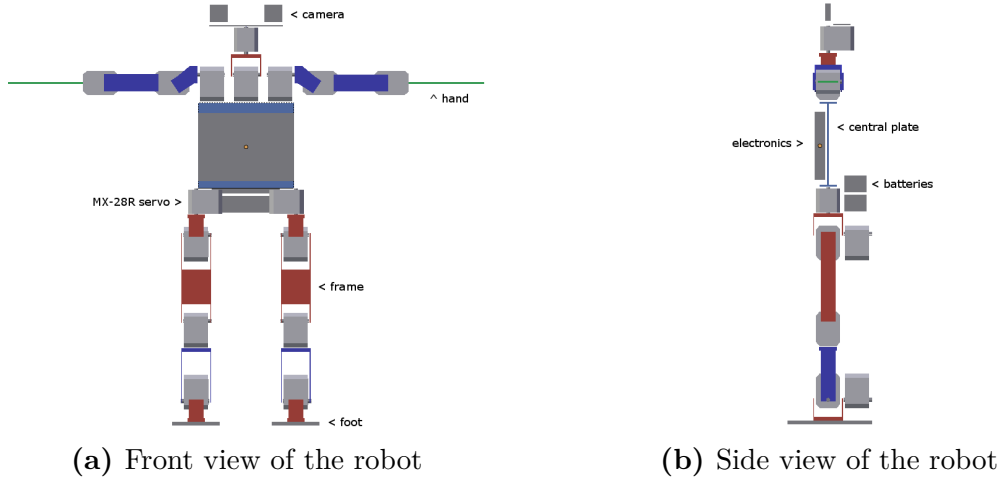 < camera
^ hand
MX-28R servo >
< frame
< foot
(a) Front view of the robot
< central plate
electronics >
< batteries
(b) Side view of the robot